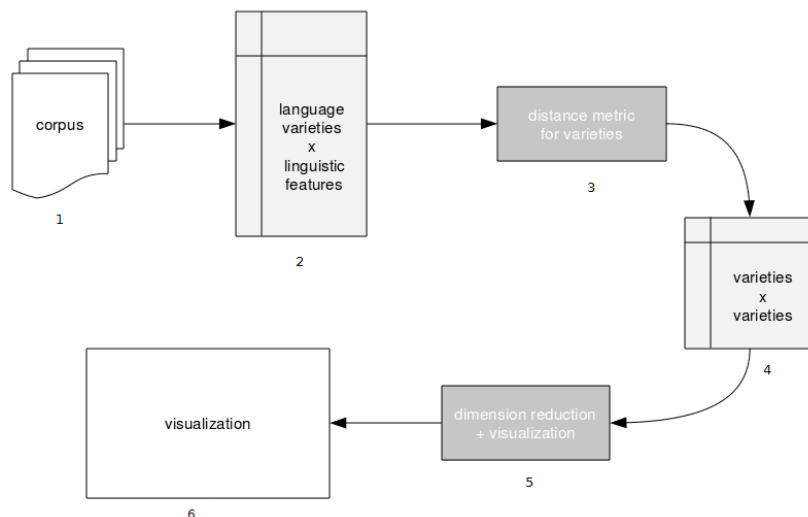 corpus
1
language
varieties
x
linguistic
features
2
distance metric
for varieties
3
varieties
x
varieties
4
dimension reduction
+ visualization
5
visualization
6